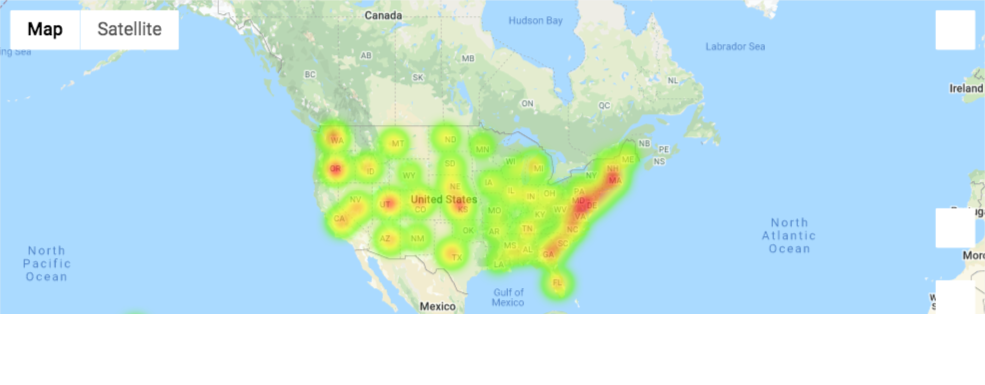 Map
Satellite
Canada
Hudson Bay
Labrador Sea
ng Sea
AB
MB
BC
SK
NL
Ireland
ON
QC
WA
MT
ND
MN
NB
PE
NS
ME
OR
ID
WY
SD
WI
MI
NY
NH
MA
NE
IA
IL
IN
OH
PA
NV
UT
United States
CO
KS
MO
KY
WV
MD
DE
VA
CA
AZ
NM
OK
AR
TN
NC
SC
MS
AL
GA
TX
LA
FL
North
Pacific
Ocean
North
Atlantic
Ocean
Gulf of
Mexico
Mexico
Moro